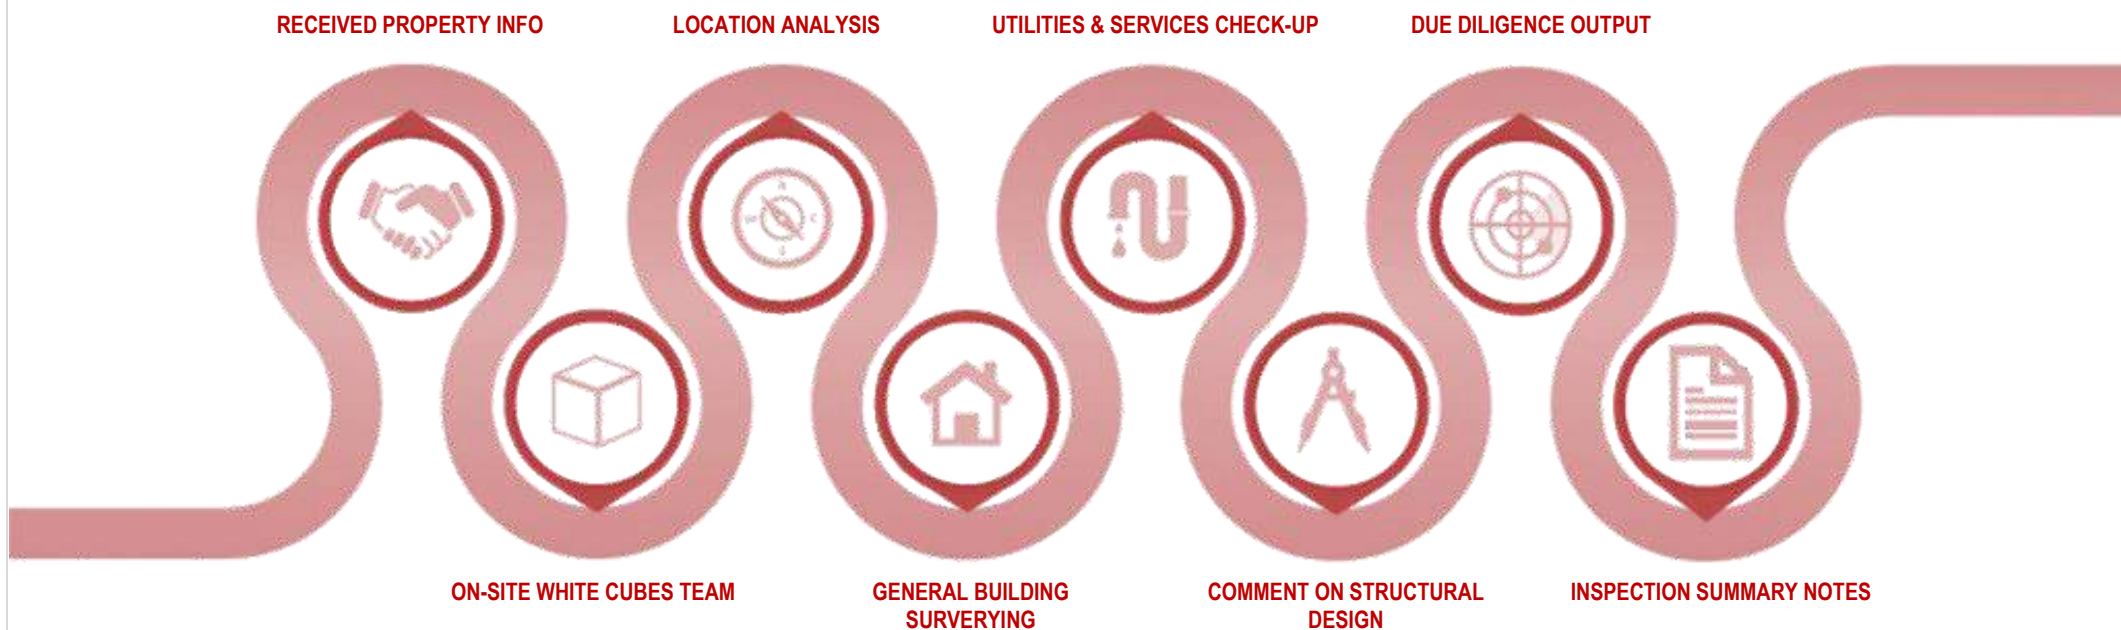 RECEIVED PROPERTY INFO
LOCATION ANALYSIS
UTILITIES & SERVICES CHECK-UP
DUE DILIGENCE OUTPUT
ON-SITE WHITE CUBES TEAM
GENERAL BUILDING
SURVERYING
COMMENT ON STRUCTURAL
DESIGN
INSPECTION SUMMARY NOTES